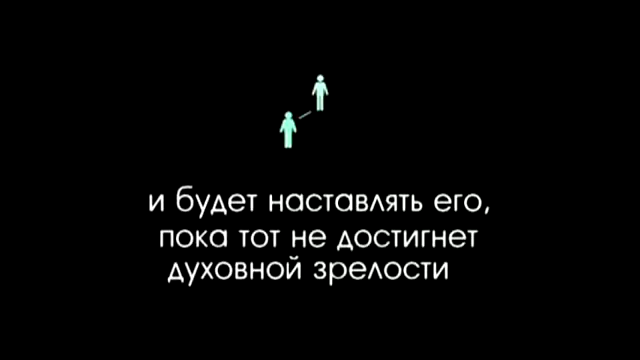 и будет наставлять его,
пока тот не достигнет
духовной зрелости